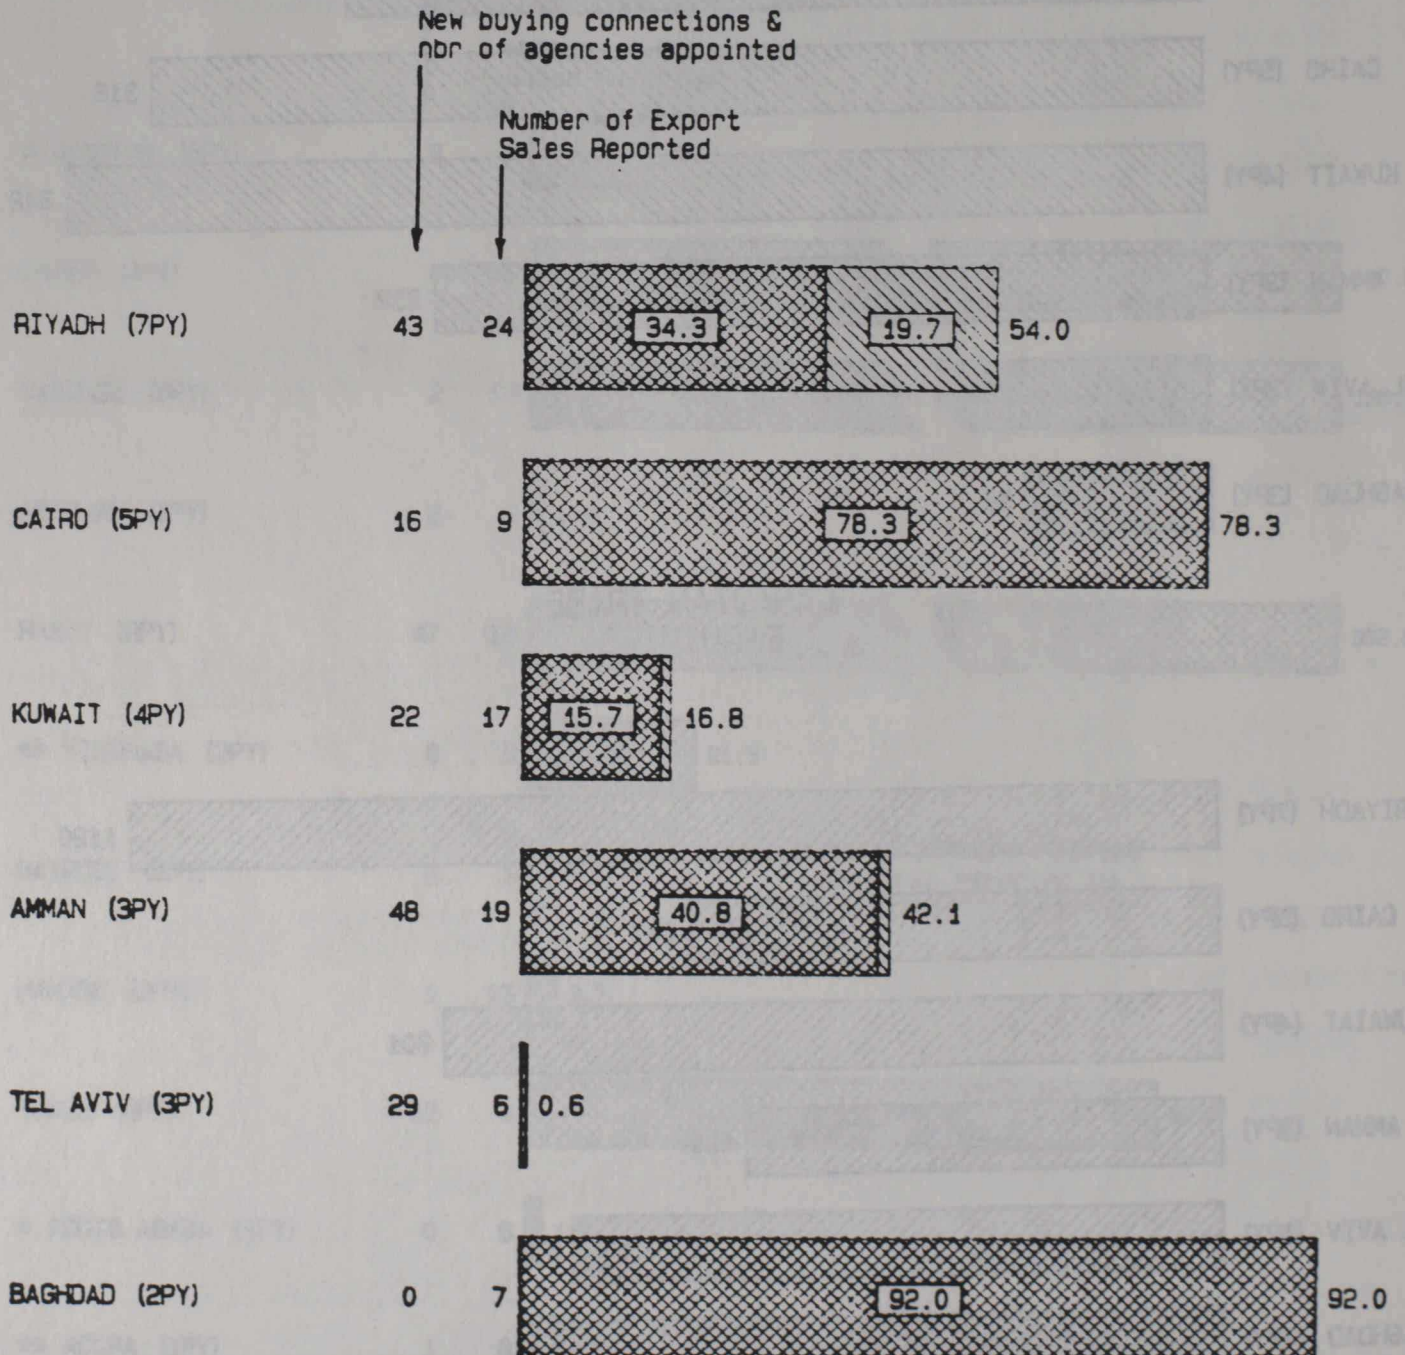 New buying connections &
nbr of agencies appointed
Number of Export
Sales Reported
RIYADH (7PY) 43 24 34.3 19.7 54.0
CAIRO (5PY) 16 9 78.3 78.3
KUWAIT (4PY) 22 17 15.7 16.8
AMMAN (3PY) 48 19 40.8 42.1
TEL AVIV (3PY) 29 6 0.6
BAGHDAD (2PY) 0 7 92.0 92.0